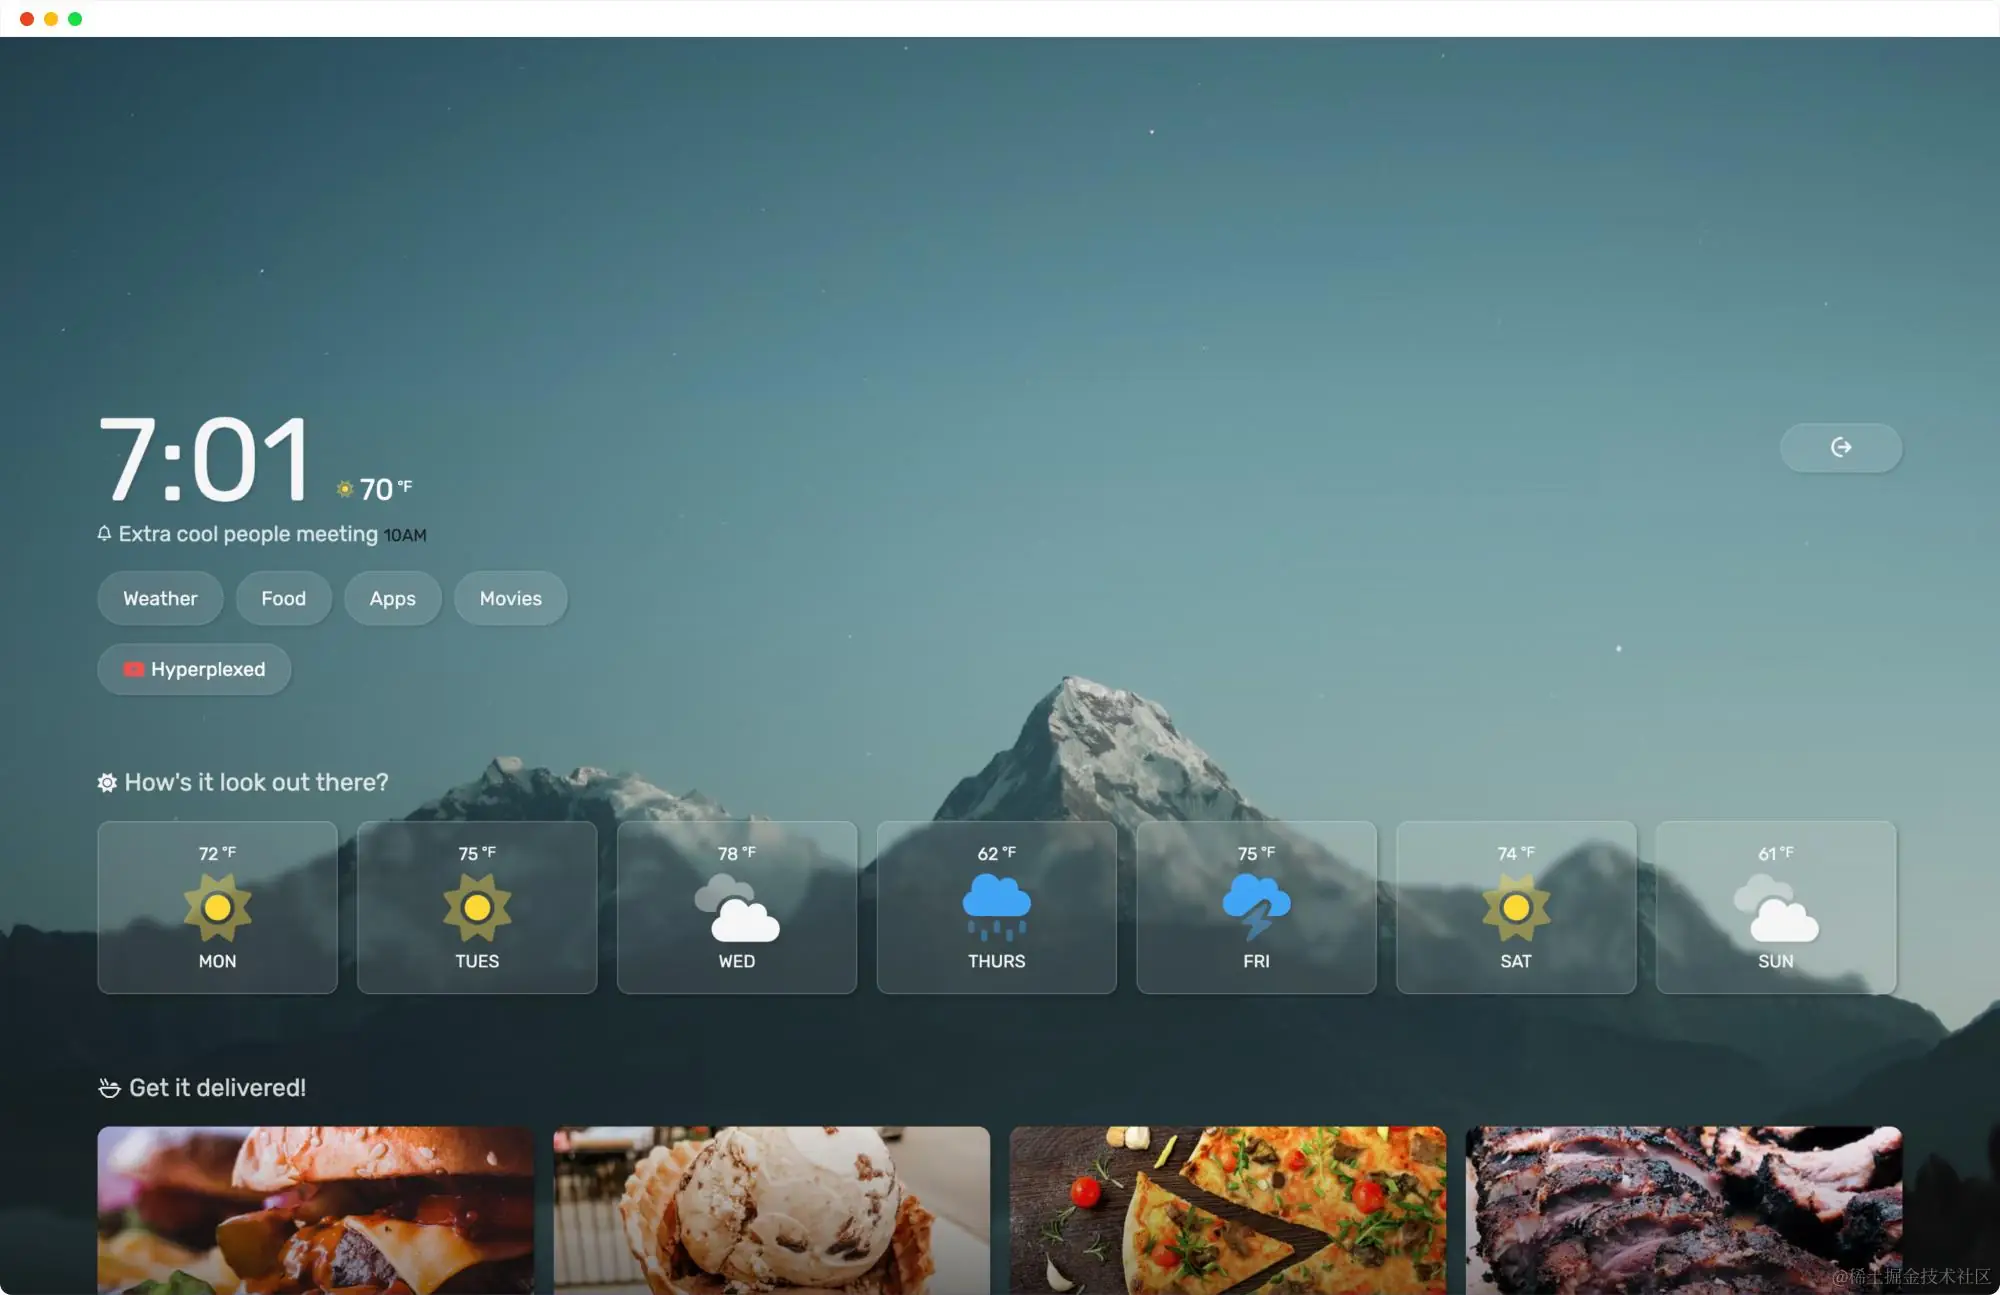 7:01
70 °F
Extra cool people meeting 10AM
Weather Food Apps Movies
Hyperplexed
How's it look out there?
72 °F 75 °F 78 °F 62 °F 75 °F 74 °F 61 °F
MON TUES WED THURS FRI SAT SUN
Get it delivered!
@稀土掘金技术社区